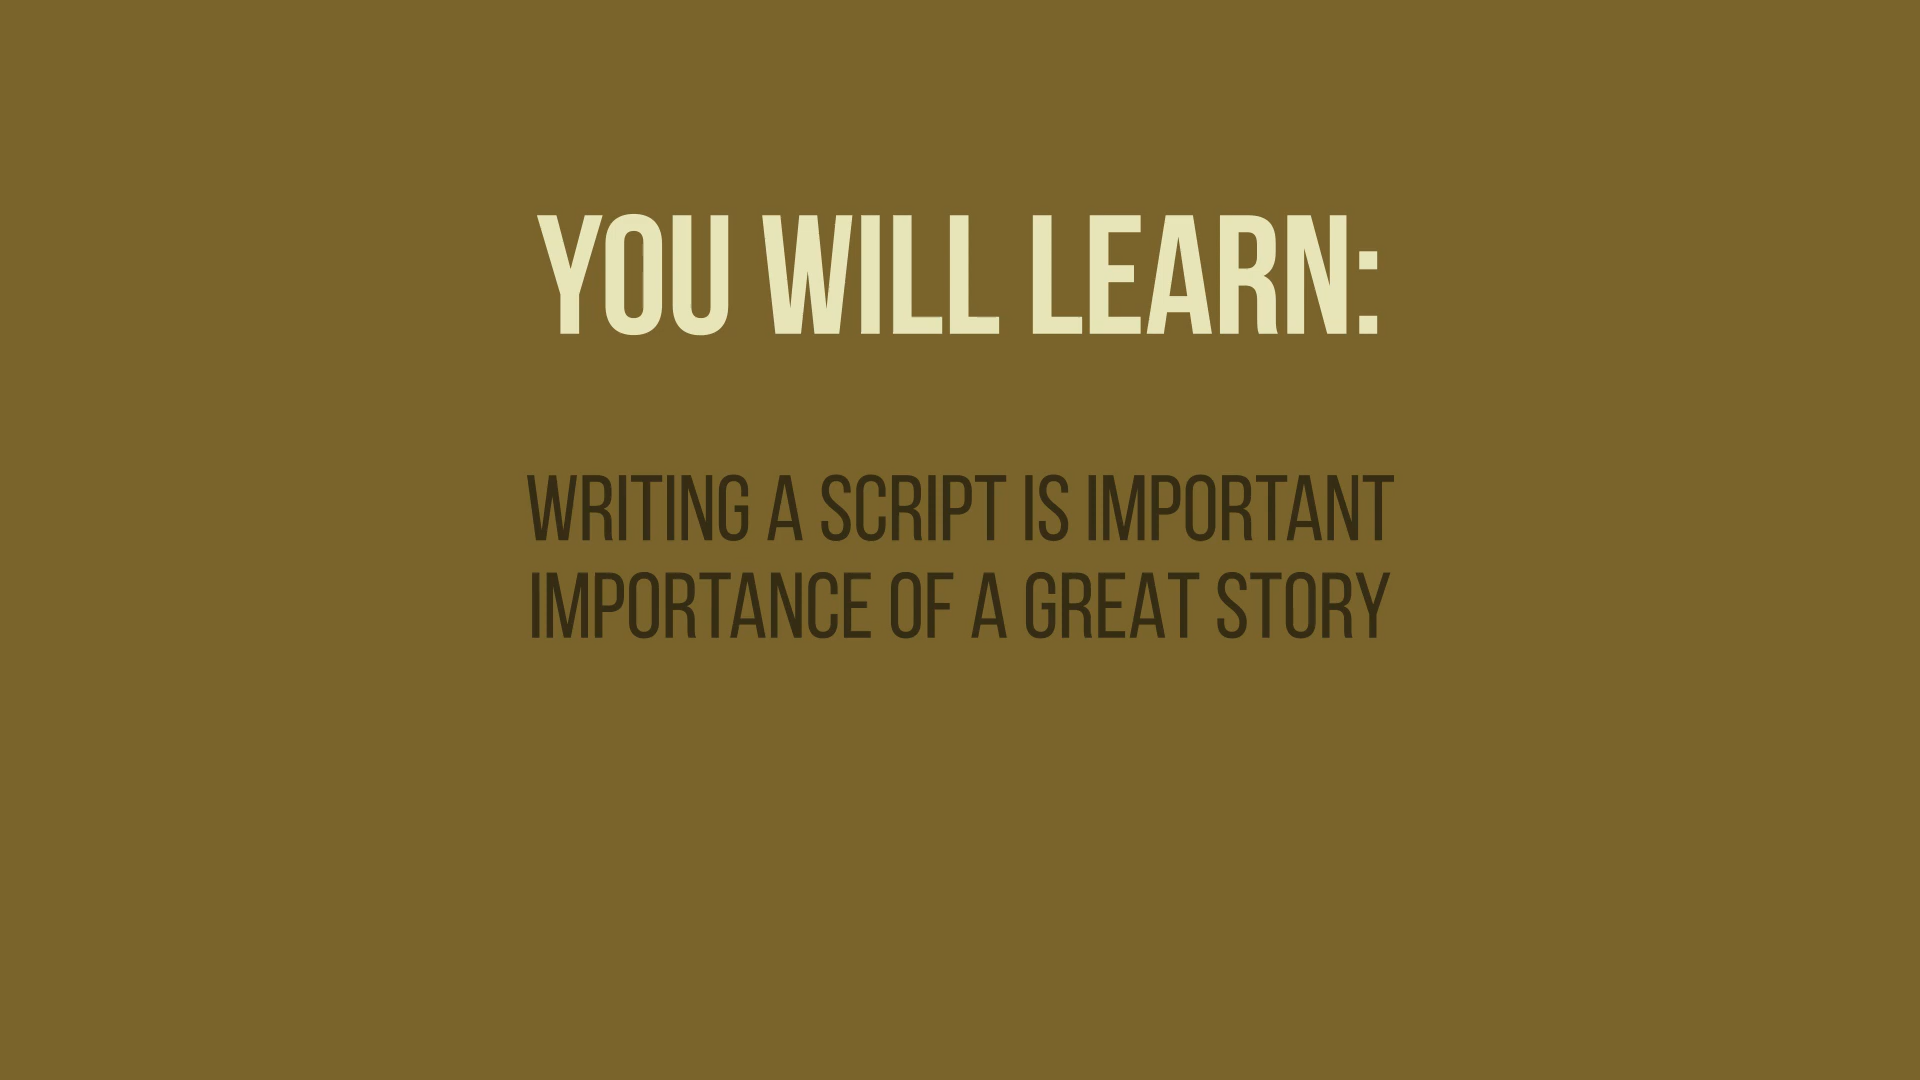 YOU WILL LEARN:
WRITING A SCRIPT IS IMPORTANT
IMPORTANCE OF A GREAT STORY